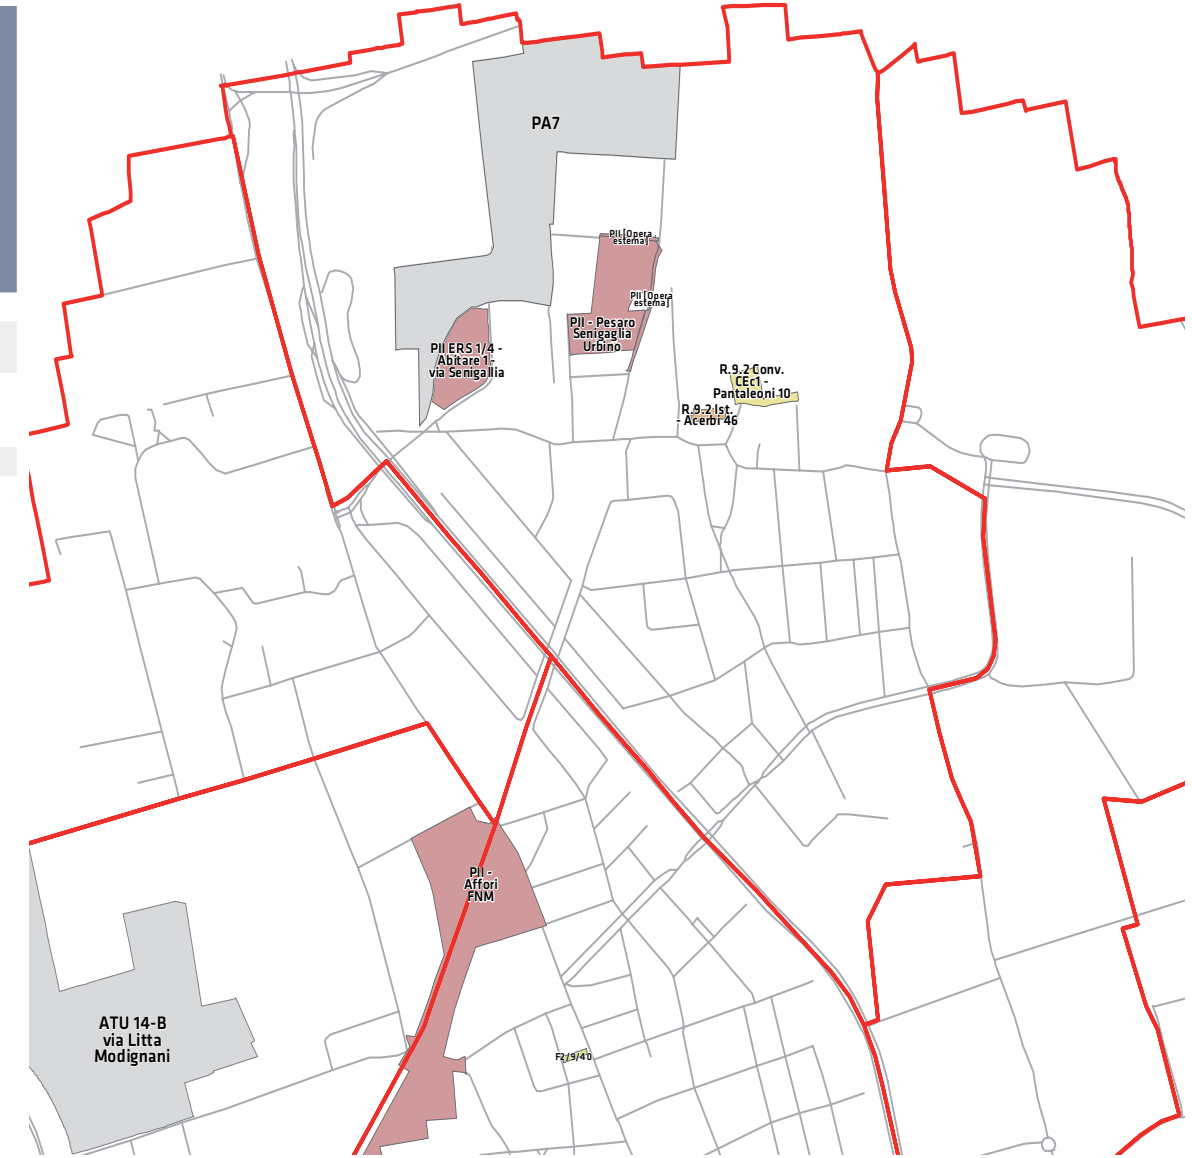 PA7
PII [Opera
esterna]
PII [Opera
esterna]
PII - Pesaro
Senigaglia
Urbino
PII ERS 1/4 -
Abitare 1 -
via Senigallia
R.9.2 Conv.
CEc1 -
Pantaleoni 10
R.9.2 Ist.
- Acerbi 46
PII -
Affori
FNM
ATU 14-B
via Litta
Modignani
F2/9/40